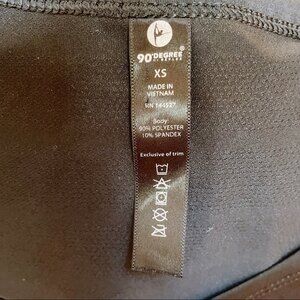 90°DEGREE
BY REFLEX
XS
MADE IN
VIETNAM
RN 144527
Body:
90% POLYESTER
10% SPANDEX
Exclusive of trim